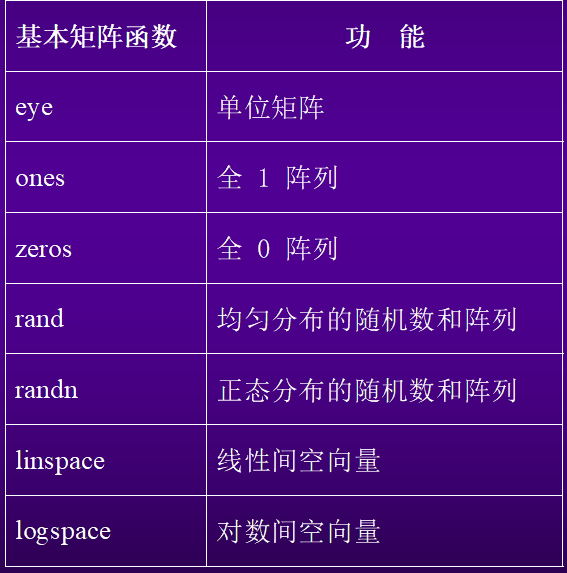 基本矩阵函数 功 能
eye 单位矩阵
ones 全 1 阵列
zeros 全 0 阵列
rand 均匀分布的随机数和阵列
randn 正态分布的随机数和阵列
linspace 线性间空向量
logspace 对数间空向量